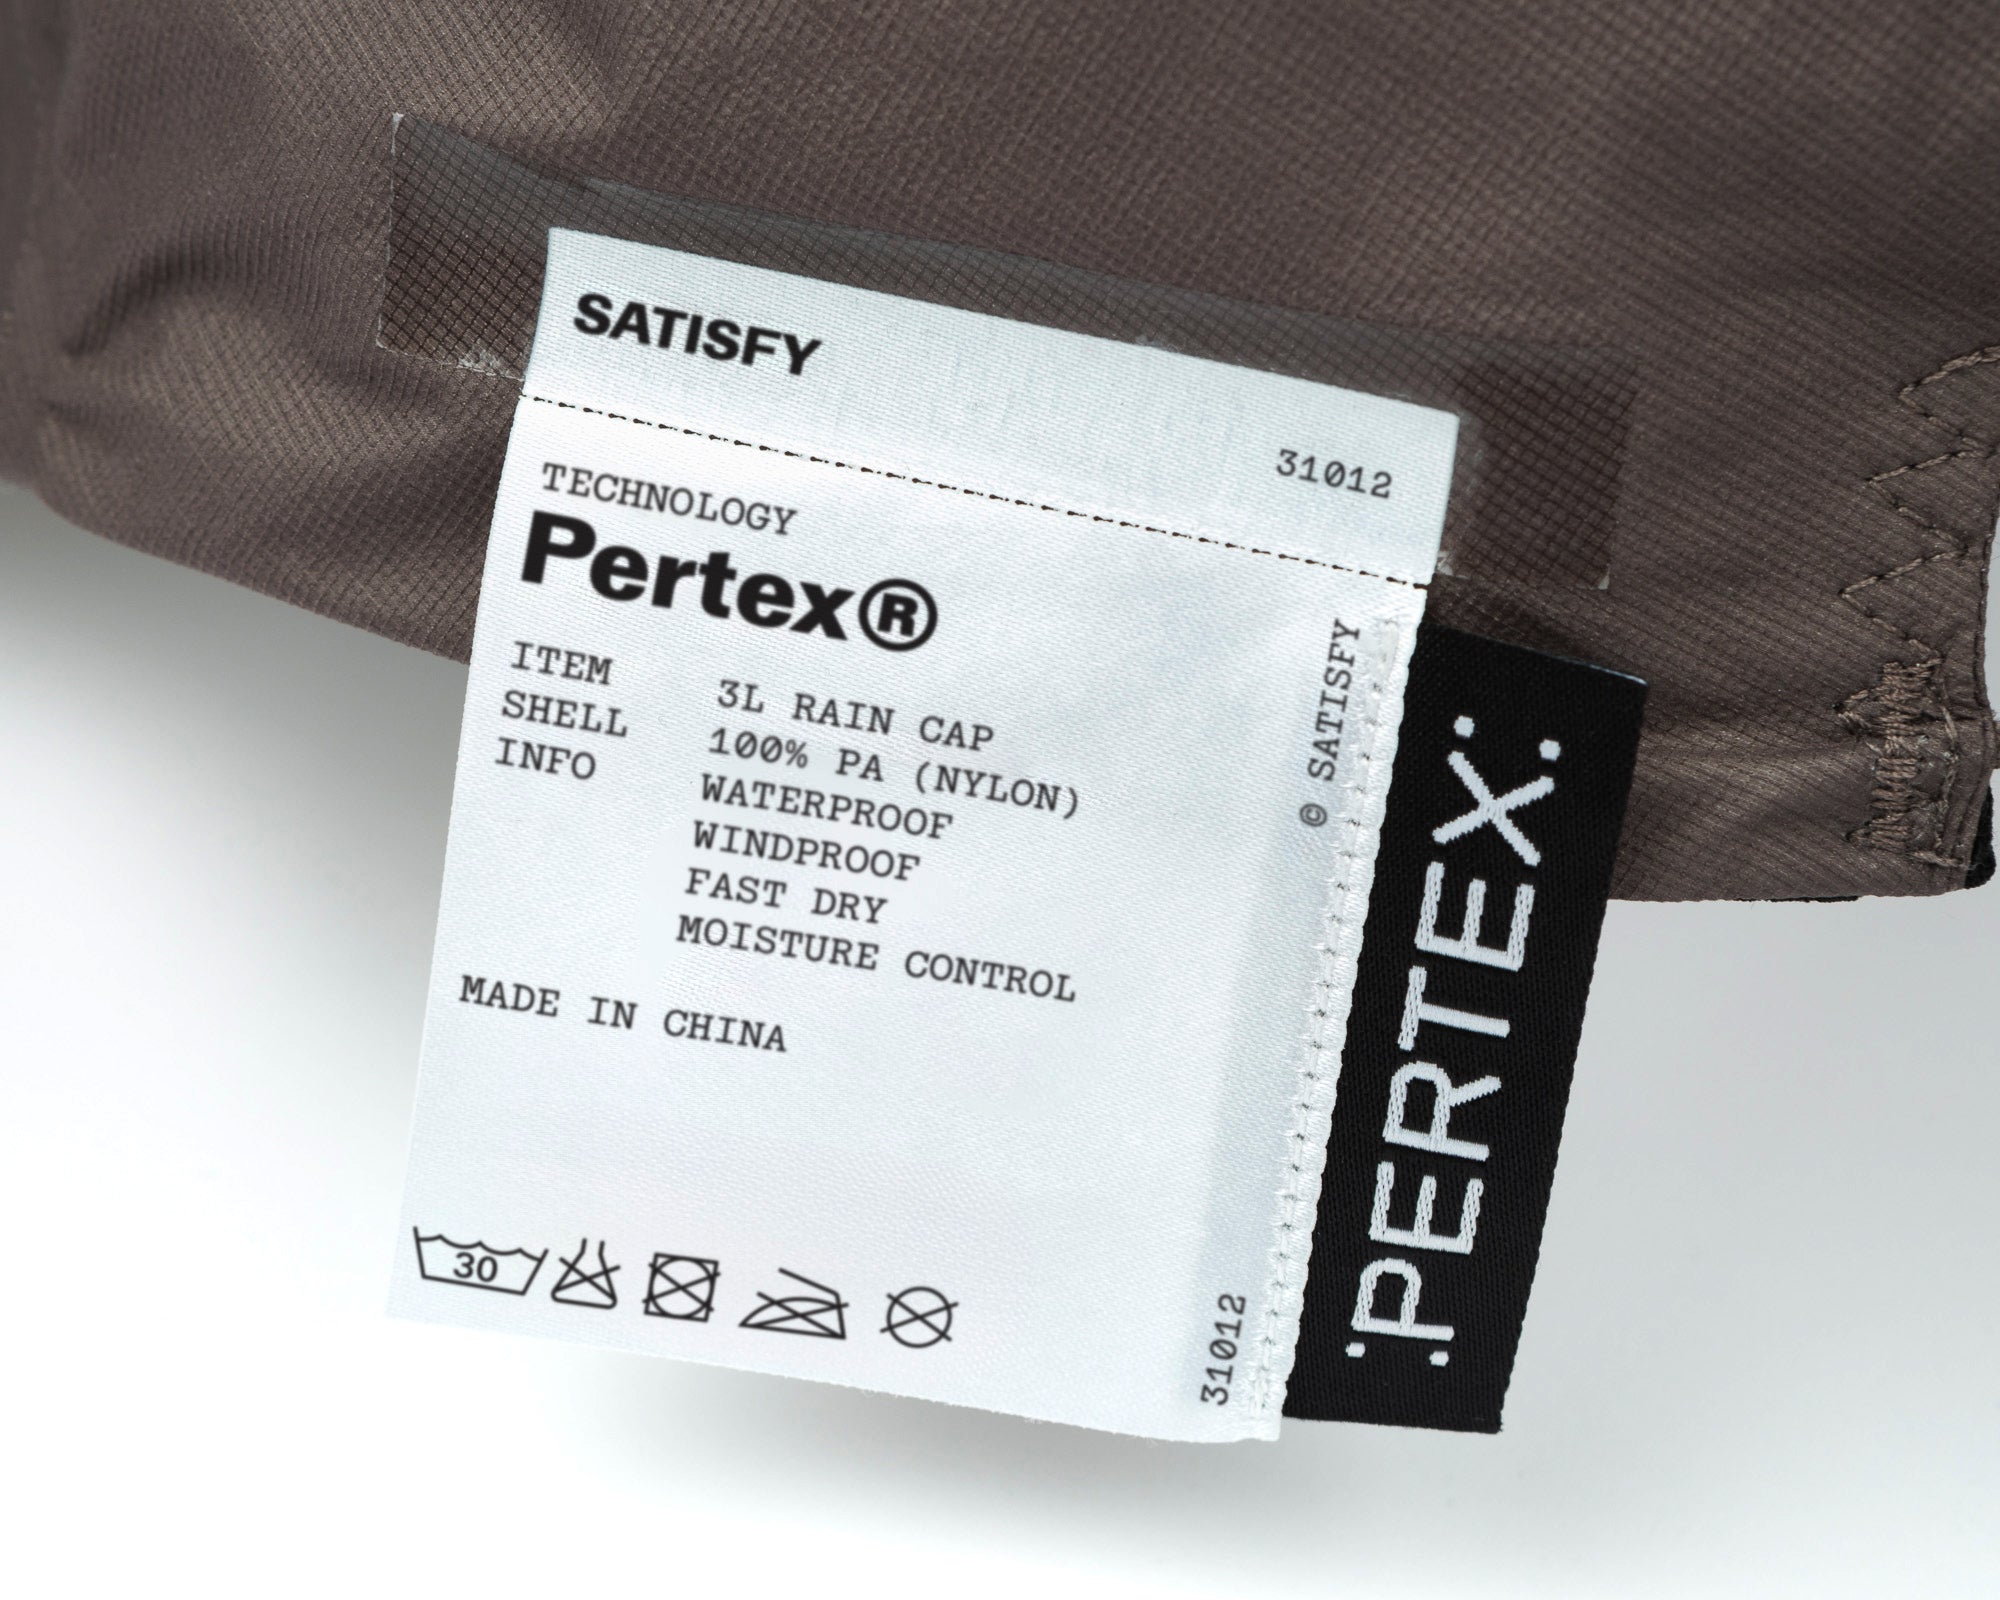 SATISFY
31012
TECHNOLOGY
Pertex®
ITEM 3L RAIN CAP
SHELL 100% PA (NYLON)
INFO WATERPROOF
WINDPROOF
FAST DRY
MOISTURE CONTROL
MADE IN CHINA
30
© SATISFY
31012
:PERTEX: